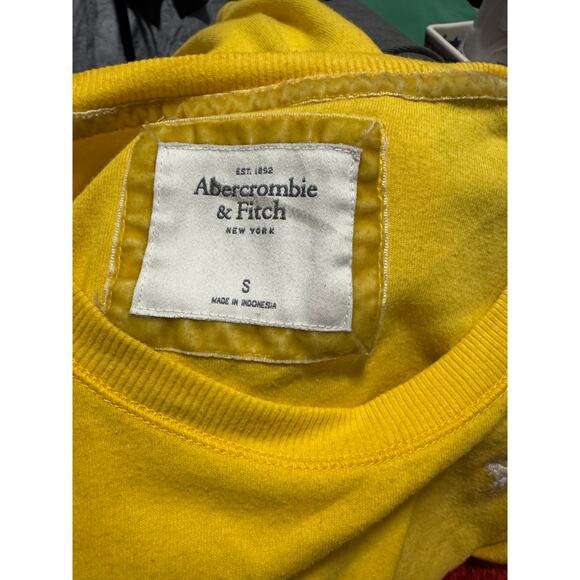 EST. 1892
Abercrombie
& Fitch
NEW YORK
S
MADE IN INDONESIA